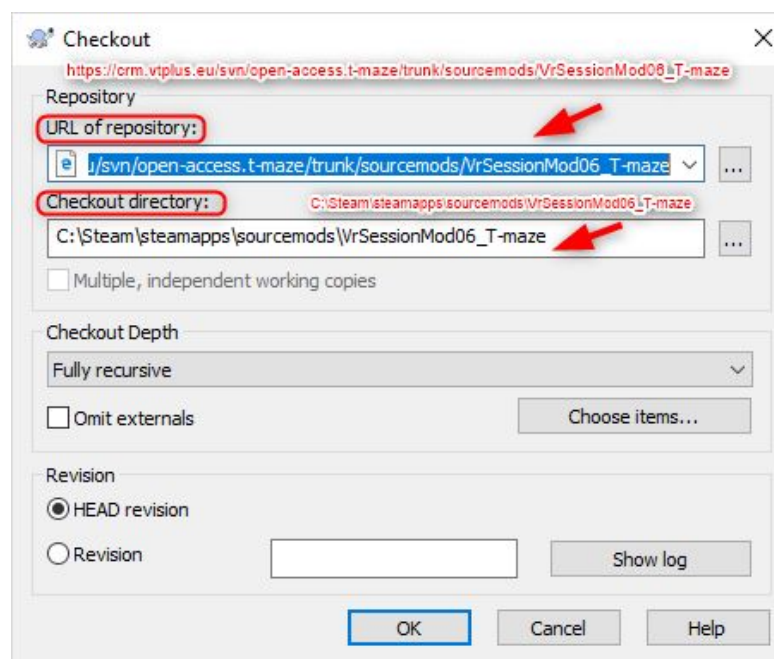 Checkout
https://crm.vtplus.eu/svn/open-access.t-maze/trunk/sourcemods/VrSessionMod06_T-maze
Repository
URL of repository:
u/svn/open-access.t-maze/trunk/sourcemods/VrSessionMod06_T-maze
...
Checkout directory:
C:\Steam\steamapps\sourcemods\VrSessionMod06_T-maze
C:\Steam\steamapps\sourcemods\VrSessionMod06_T-maze
...
Multiple, independent working copies
Checkout Depth
Fully recursive
Omit externals
Choose items...
Revision
HEAD revision
Revision
Show log
OK
Cancel
Help